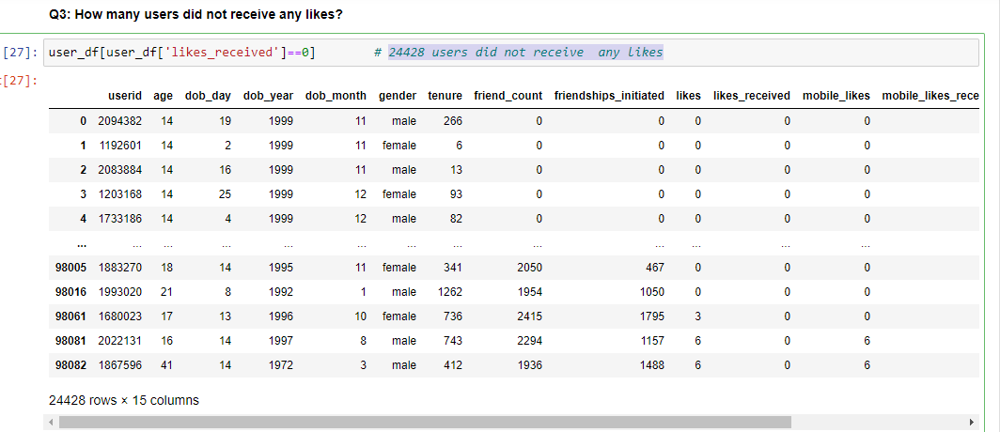 Q3: How many users did not receive any likes?
[27]: user_df[user_df['likes_received']==0] # 24428 users did not receive any likes
[27]:
userid age dob_day dob_year dob_month gender tenure friend_count friendships_initiated likes likes_received mobile_likes mobile_likes_rece
0 2094382 14 19 1999 11 male 266 0 0 0 0 0
1 1192601 14 2 1999 11 female 6 0 0 0 0 0
2 2083884 14 16 1999 11 male 13 0 0 0 0 0
3 1203168 14 25 1999 12 female 93 0 0 0 0 0
4 1733186 14 4 1999 12 male 82 0 0 0 0 0
... ... ... ... ... ... ... ... ... ... ... ... ...
98005 1883270 18 14 1995 11 female 341 2050 467 0 0 0
98016 1993020 21 8 1992 1 male 1262 1954 1050 0 0 0
98061 1680023 17 13 1996 10 female 736 2415 1795 3 0 0
98081 2022131 16 14 1997 8 male 743 2294 1157 6 0 6
98082 1867596 41 14 1972 3 male 412 1936 1488 6 0 6
24428 rows × 15 columns